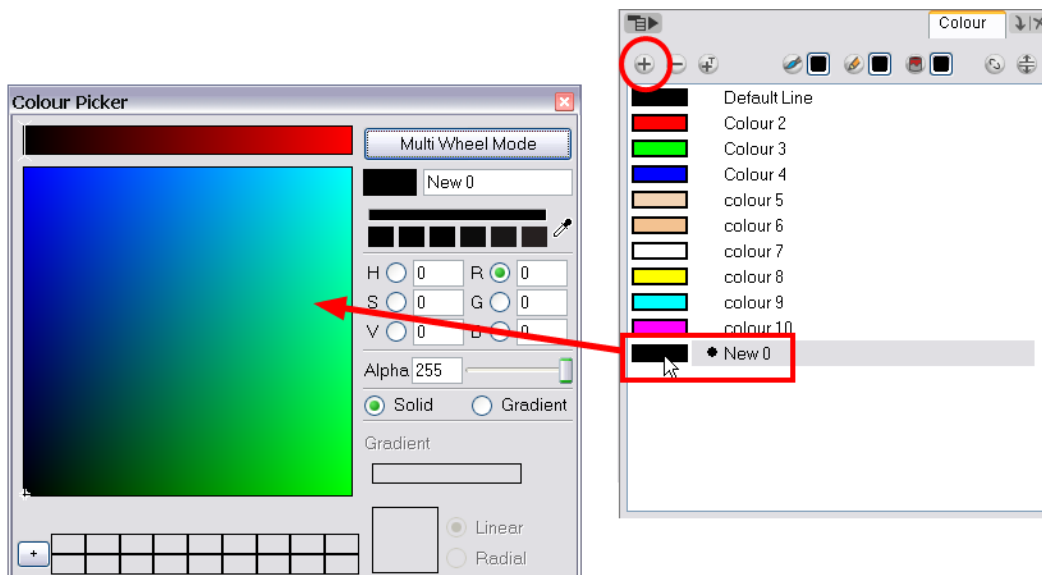 Colour
Default Line
Colour 2
Colour 3
Colour 4
colour 5
colour 6
colour 7
colour 8
colour 9
colour 10
New 0
Colour Picker
Multi Wheel Mode
New 0
H 0 R 0
S 0 G 0
V 0 B 0
Alpha 255
Solid Gradient
Gradient
Linear
Radial